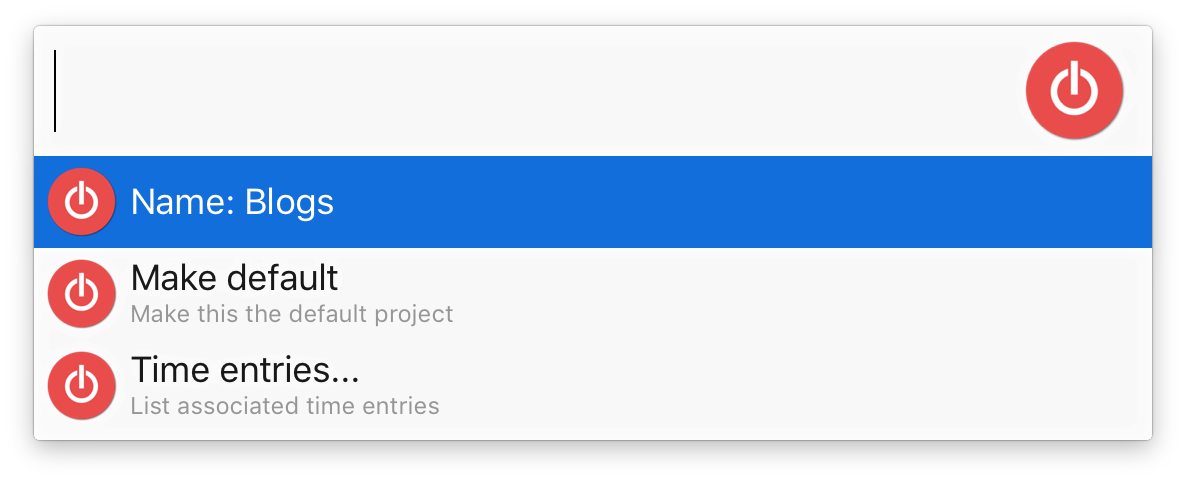 Name: Blogs
Make default
Make this the default project
Time entries...
List associated time entries